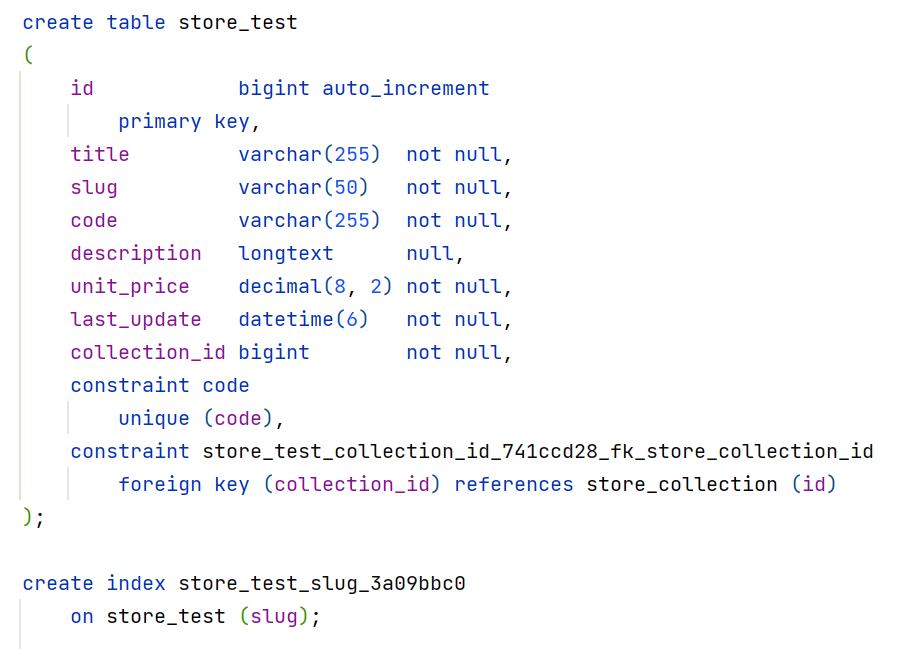 create table store_test
(
    id            bigint auto_increment
        primary key,
    title         varchar(255)  not null,
    slug          varchar(50)   not null,
    code          varchar(255)  not null,
    description   longtext      null,
    unit_price    decimal(8, 2) not null,
    last_update   datetime(6)   not null,
    collection_id bigint        not null,
    constraint code
        unique (code),
    constraint store_test_collection_id_741ccd28_fk_store_collection_id
        foreign key (collection_id) references store_collection (id)
);
create index store_test_slug_3a09bbc0
    on store_test (slug);